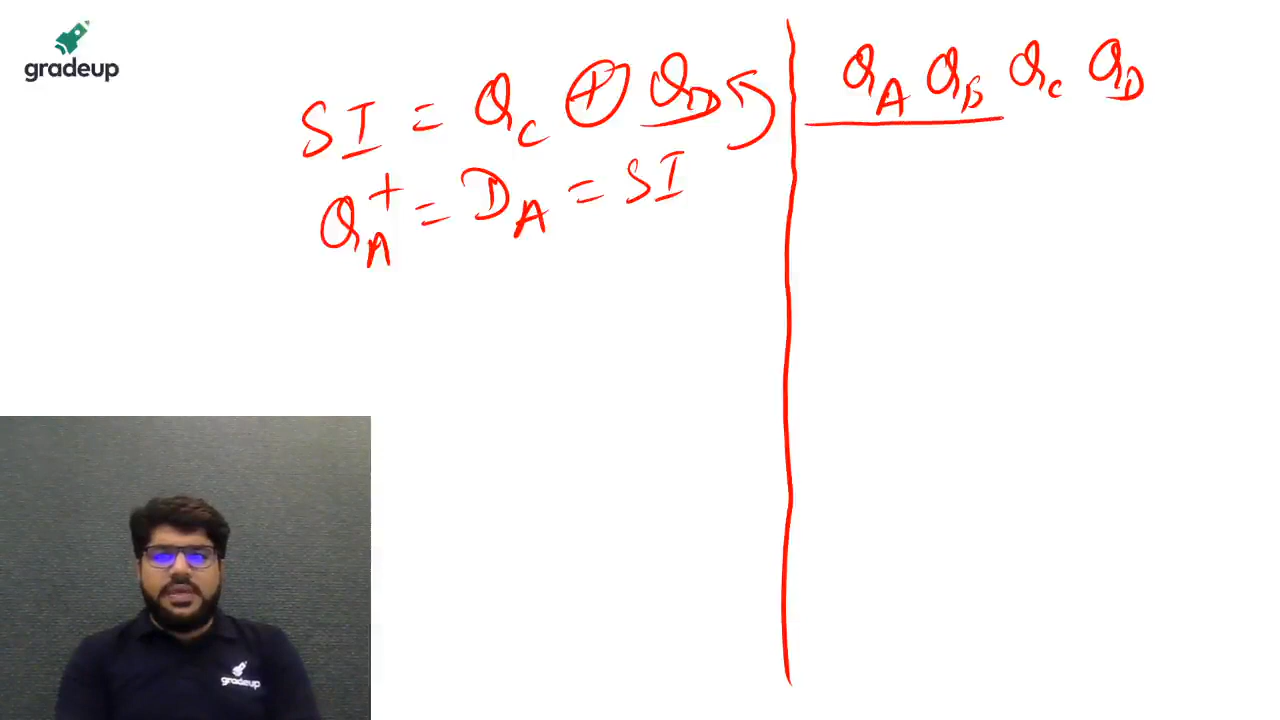 gradeup
SI = Q_C ⊕ Q_D
Q_A^+ = D_A = SI
Q_A Q_B Q_C Q_D
gradeup